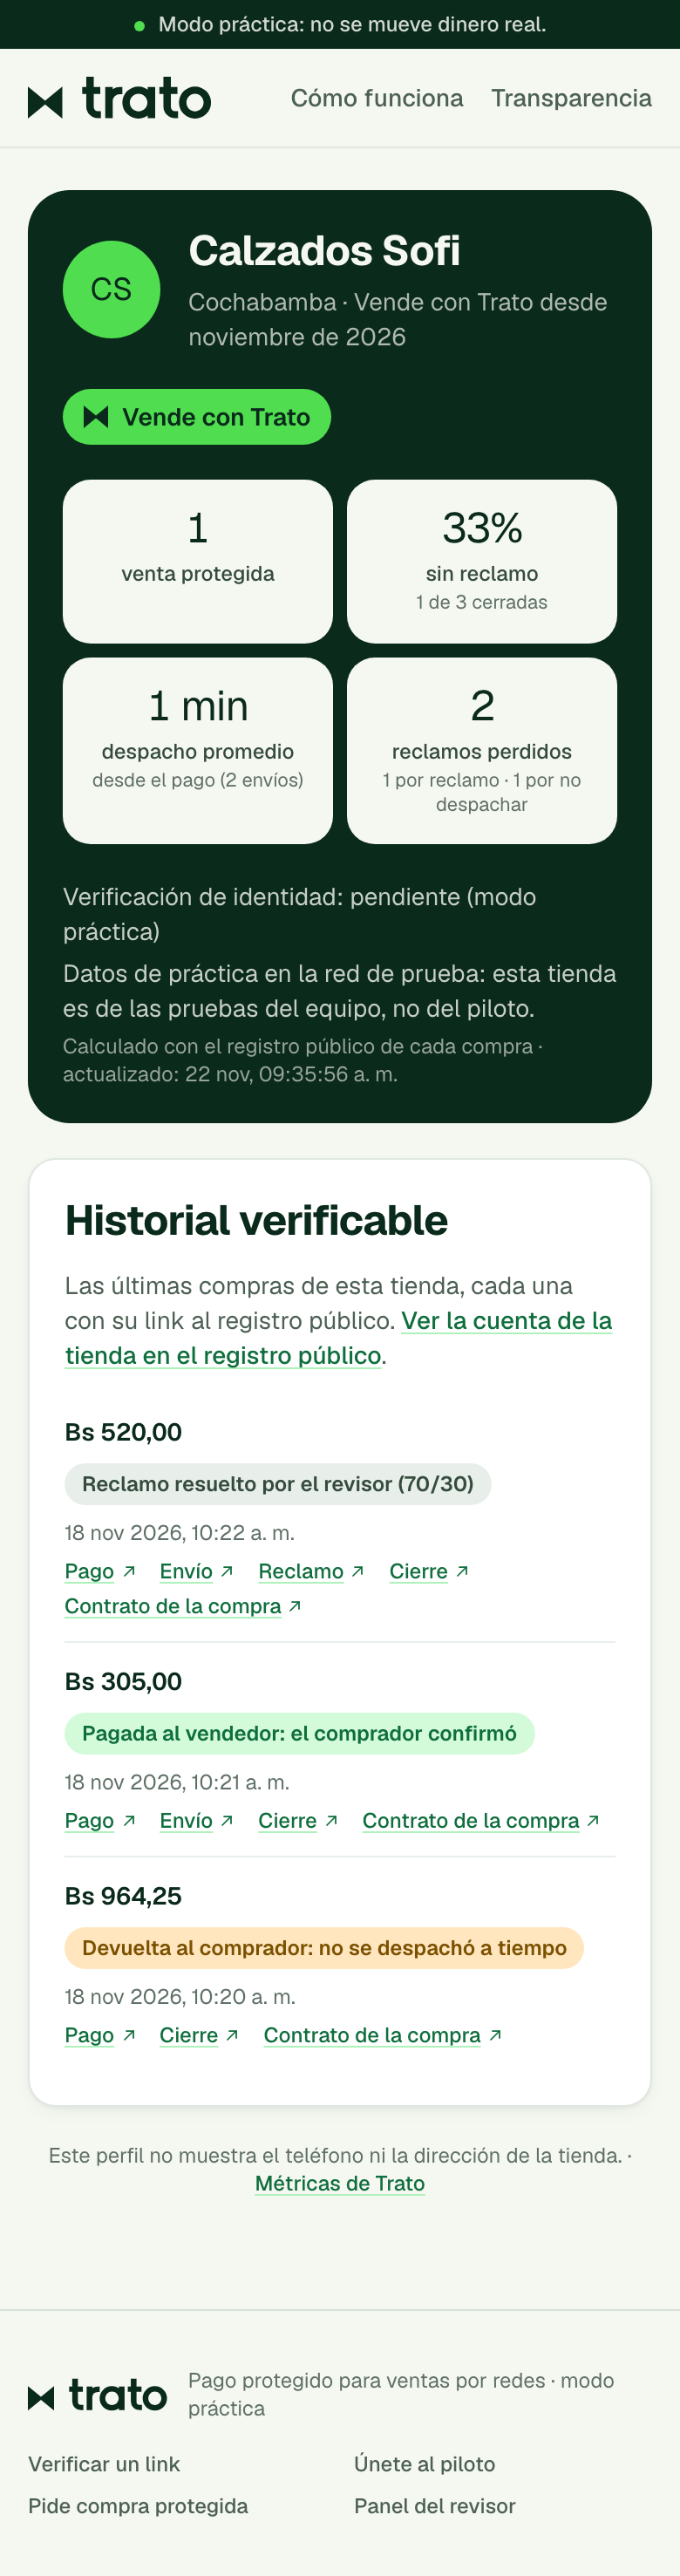 Modo práctica: no se mueve dinero real.
trato
Cómo funciona
Transparencia
CS
Calzados Sofi
Cochabamba · Vende con Trato desde
noviembre de 2026
Vende con Trato
1
venta protegida
33%
sin reclamo
1 de 3 cerradas
1 min
despacho promedio
desde el pago (2 envíos)
2
reclamos perdidos
1 por reclamo · 1 por no
despachar
Verificación de identidad: pendiente (modo
práctica)
Datos de práctica en la red de prueba: esta tienda
es de las pruebas del equipo, no del piloto.
Calculado con el registro público de cada compra ·
actualizado: 22 nov, 09:35:56 a. m.
Historial verificable
Las últimas compras de esta tienda, cada una
con su link al registro público. Ver la cuenta de la
tienda en el registro público.
Bs 520,00
Reclamo resuelto por el revisor (70/30)
18 nov 2026, 10:22 a. m.
Pago ↗ Envío ↗ Reclamo ↗ Cierre ↗
Contrato de la compra ↗
Bs 305,00
Pagada al vendedor: el comprador confirmó
18 nov 2026, 10:21 a. m.
Pago ↗ Envío ↗ Cierre ↗ Contrato de la compra ↗
Bs 964,25
Devuelta al comprador: no se despachó a tiempo
18 nov 2026, 10:20 a. m.
Pago ↗ Cierre ↗ Contrato de la compra ↗
Este perfil no muestra el teléfono ni la dirección de la tienda. ·
Métricas de Trato
trato
Pago protegido para ventas por redes · modo
práctica
Verificar un link
Únete al piloto
Pide compra protegida
Panel del revisor